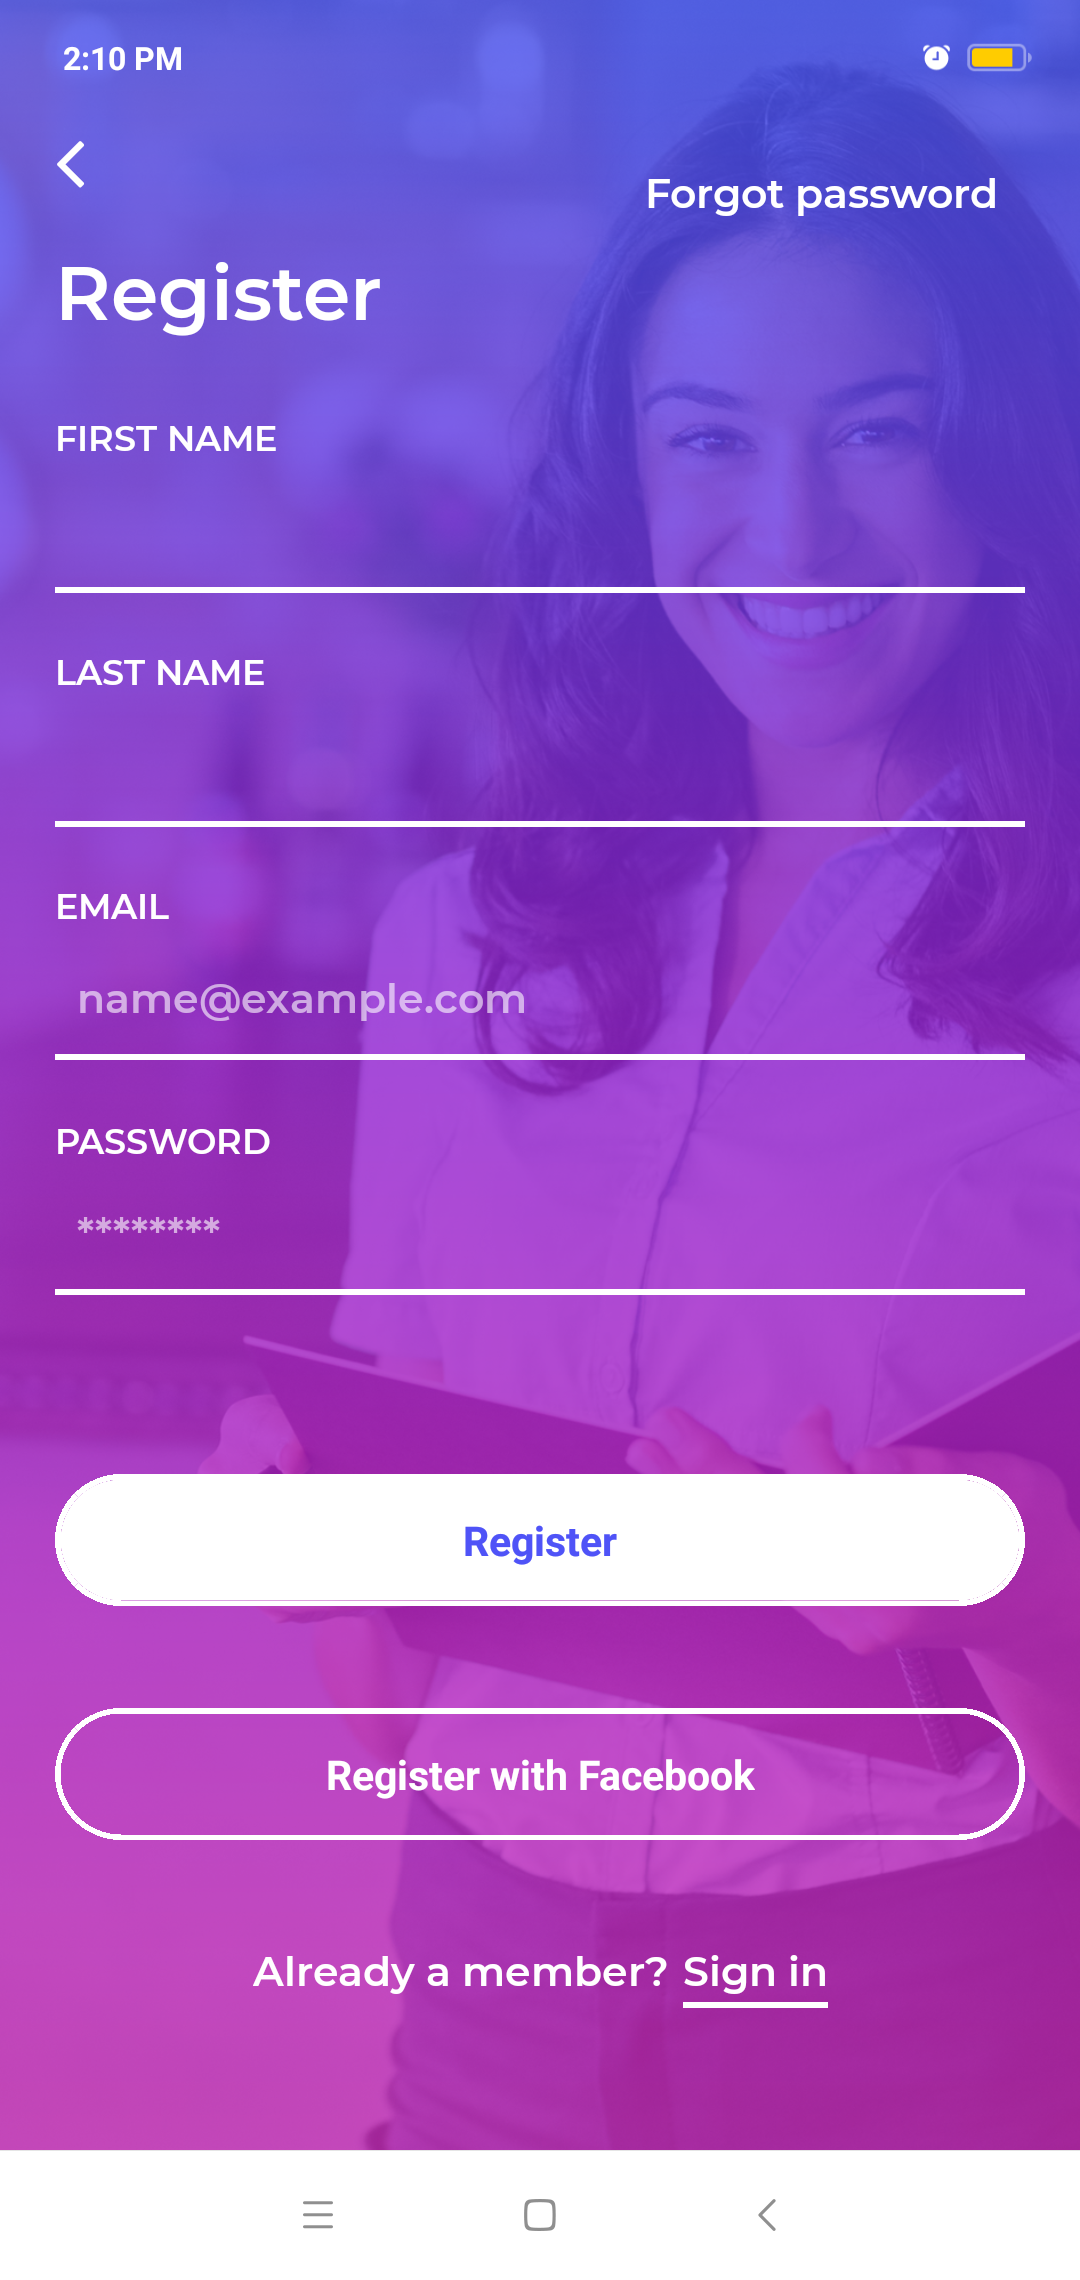 2:10 PM
Forgot password
Register
FIRST NAME
LAST NAME
EMAIL
name@example.com
PASSWORD
********
Register
Register with Facebook
Already a member? Sign in